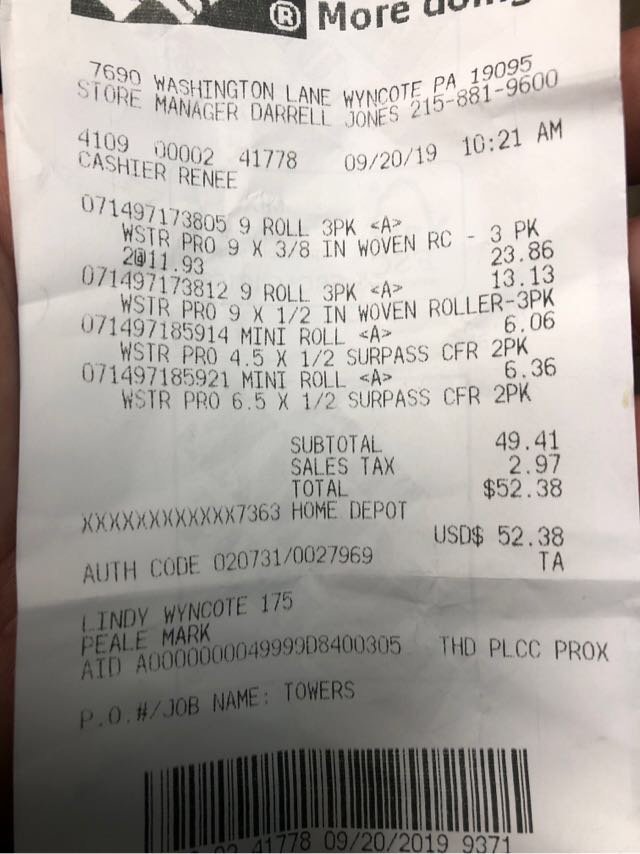 ® More
7690 WASHINGTON LANE WYNCOTE PA 19095
STORE MANAGER DARRELL JONES 215-881-9600
4109 00002 41778 09/20/19 10:21 AM
CASHIER RENEE
071497173805 9 ROLL 3PK <A>
WSTR PRO 9 X 3/8 IN WOVEN RC - 3 PK
2@11.93 23.86
071497173812 9 ROLL 3PK <A> 13.13
WSTR PRO 9 X 1/2 IN WOVEN ROLLER-3PK
071497185914 MINI ROLL <A> 6.06
WSTR PRO 4.5 X 1/2 SURPASS CFR 2PK
071497185921 MINI ROLL <A> 6.36
WSTR PRO 6.5 X 1/2 SURPASS CFR 2PK
SUBTOTAL 49.41
SALES TAX 2.97
TOTAL $52.38
XXXXXXXXXXXX7363 HOME DEPOT
USD$ 52.38
AUTH CODE 020731/0027969 TA
LINDY WYNCOTE 175
PEALE MARK
AID A0000000049999D8400305 THD PLCC PROX
P.O.#/JOB NAME: TOWERS
41778 09/20/2019 9371